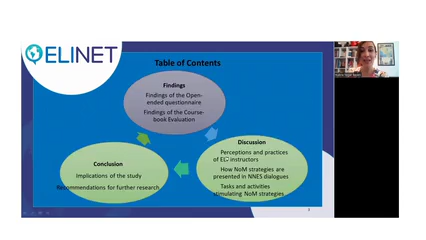 ELINET
Table of Contents
Findings
Findings of the Open-
ended questionnaire
Findings of the Course-
book Evaluation
Discussion
Perceptions and practices
of ELF instructors
How NoM strategies are
presented in NNES dialogues
Tasks and activities
stimulating NoM strategies
Conclusion
Implications of the study
Recommendations for further research